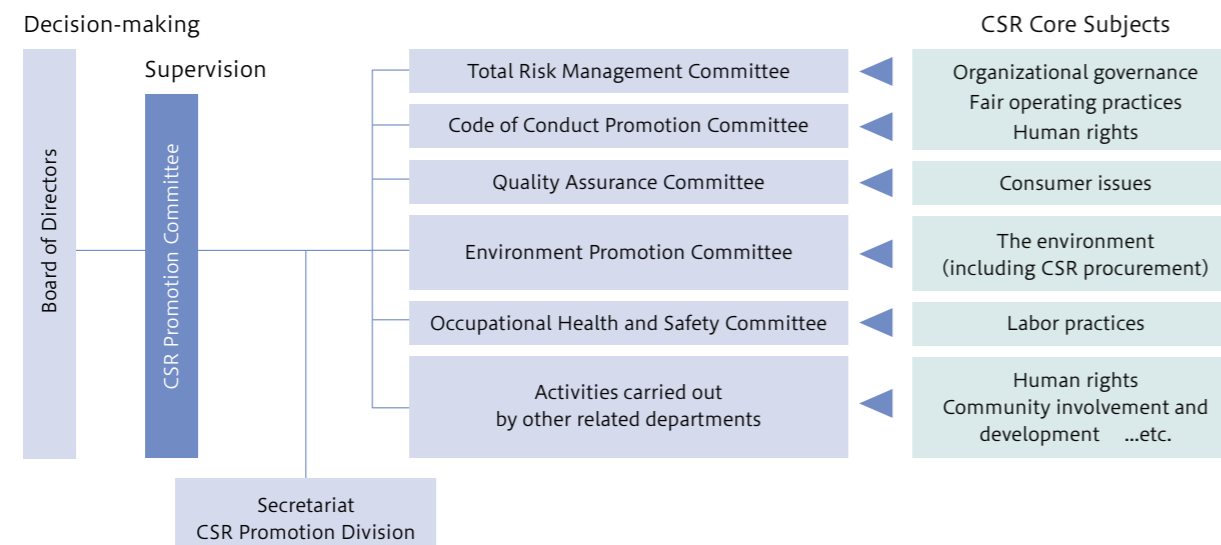 Decision-making
Supervision
Board of Directors
CSR Promotion Committee
Secretariat
CSR Promotion Division
Total Risk Management Committee
Code of Conduct Promotion Committee
Quality Assurance Committee
Environment Promotion Committee
Occupational Health and Safety Committee
Activities carried out
by other related departments
CSR Core Subjects
Organizational governance
Fair operating practices
Human rights
Consumer issues
The environment
(including CSR procurement)
Labor practices
Human rights
Community involvement and
development ...etc.